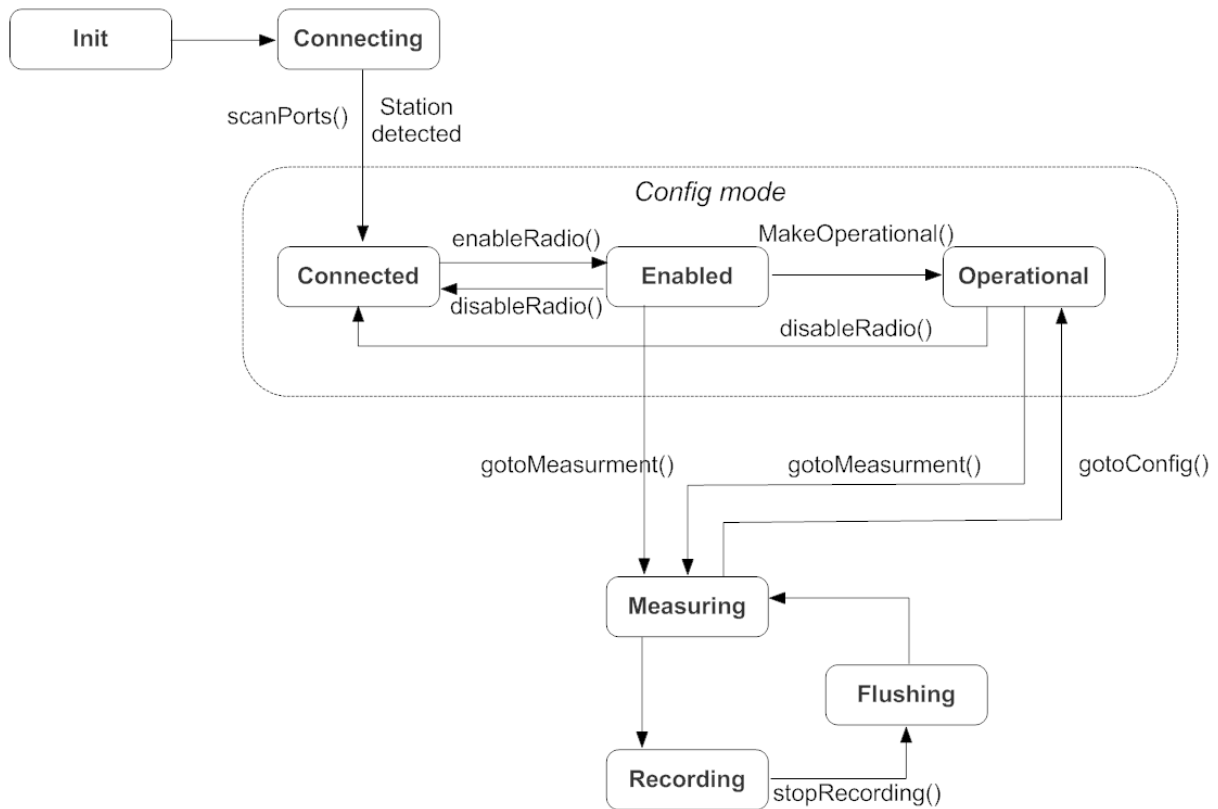 Init
Connecting
scanPorts()
Station
detected
Config mode
enableRadio()
MakeOperational()
Connected
Enabled
Operational
disableRadio()
disableRadio()
gotoMeasurment()
gotoMeasurment()
gotoConfig()
Measuring
Flushing
Recording
stopRecording()